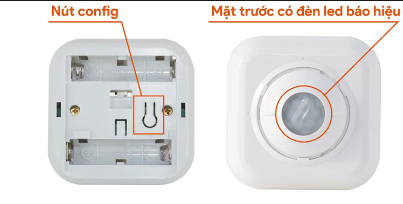 Nút config
Mặt trước có đèn led báo hiệu